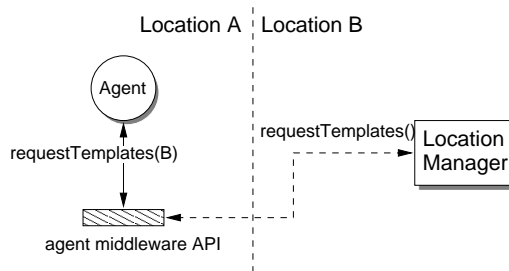 Location A
Location B
Agent
requestTemplates()
Location
Manager
requestTemplates(B)
agent middleware API